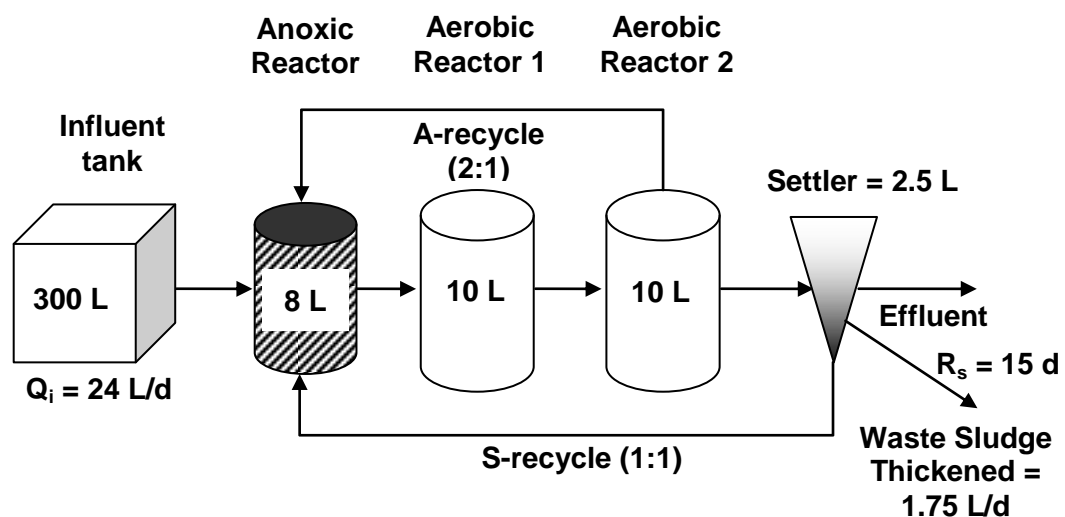 Anoxic
Reactor
Aerobic
Reactor 1
Aerobic
Reactor 2
Influent
tank
A-recycle
(2:1)
Settler = 2.5 L
300 L
8 L
10 L
10 L
Effluent
Qi = 24 L/d
Rs = 15 d
S-recycle (1:1)
Waste Sludge
Thickened =
1.75 L/d